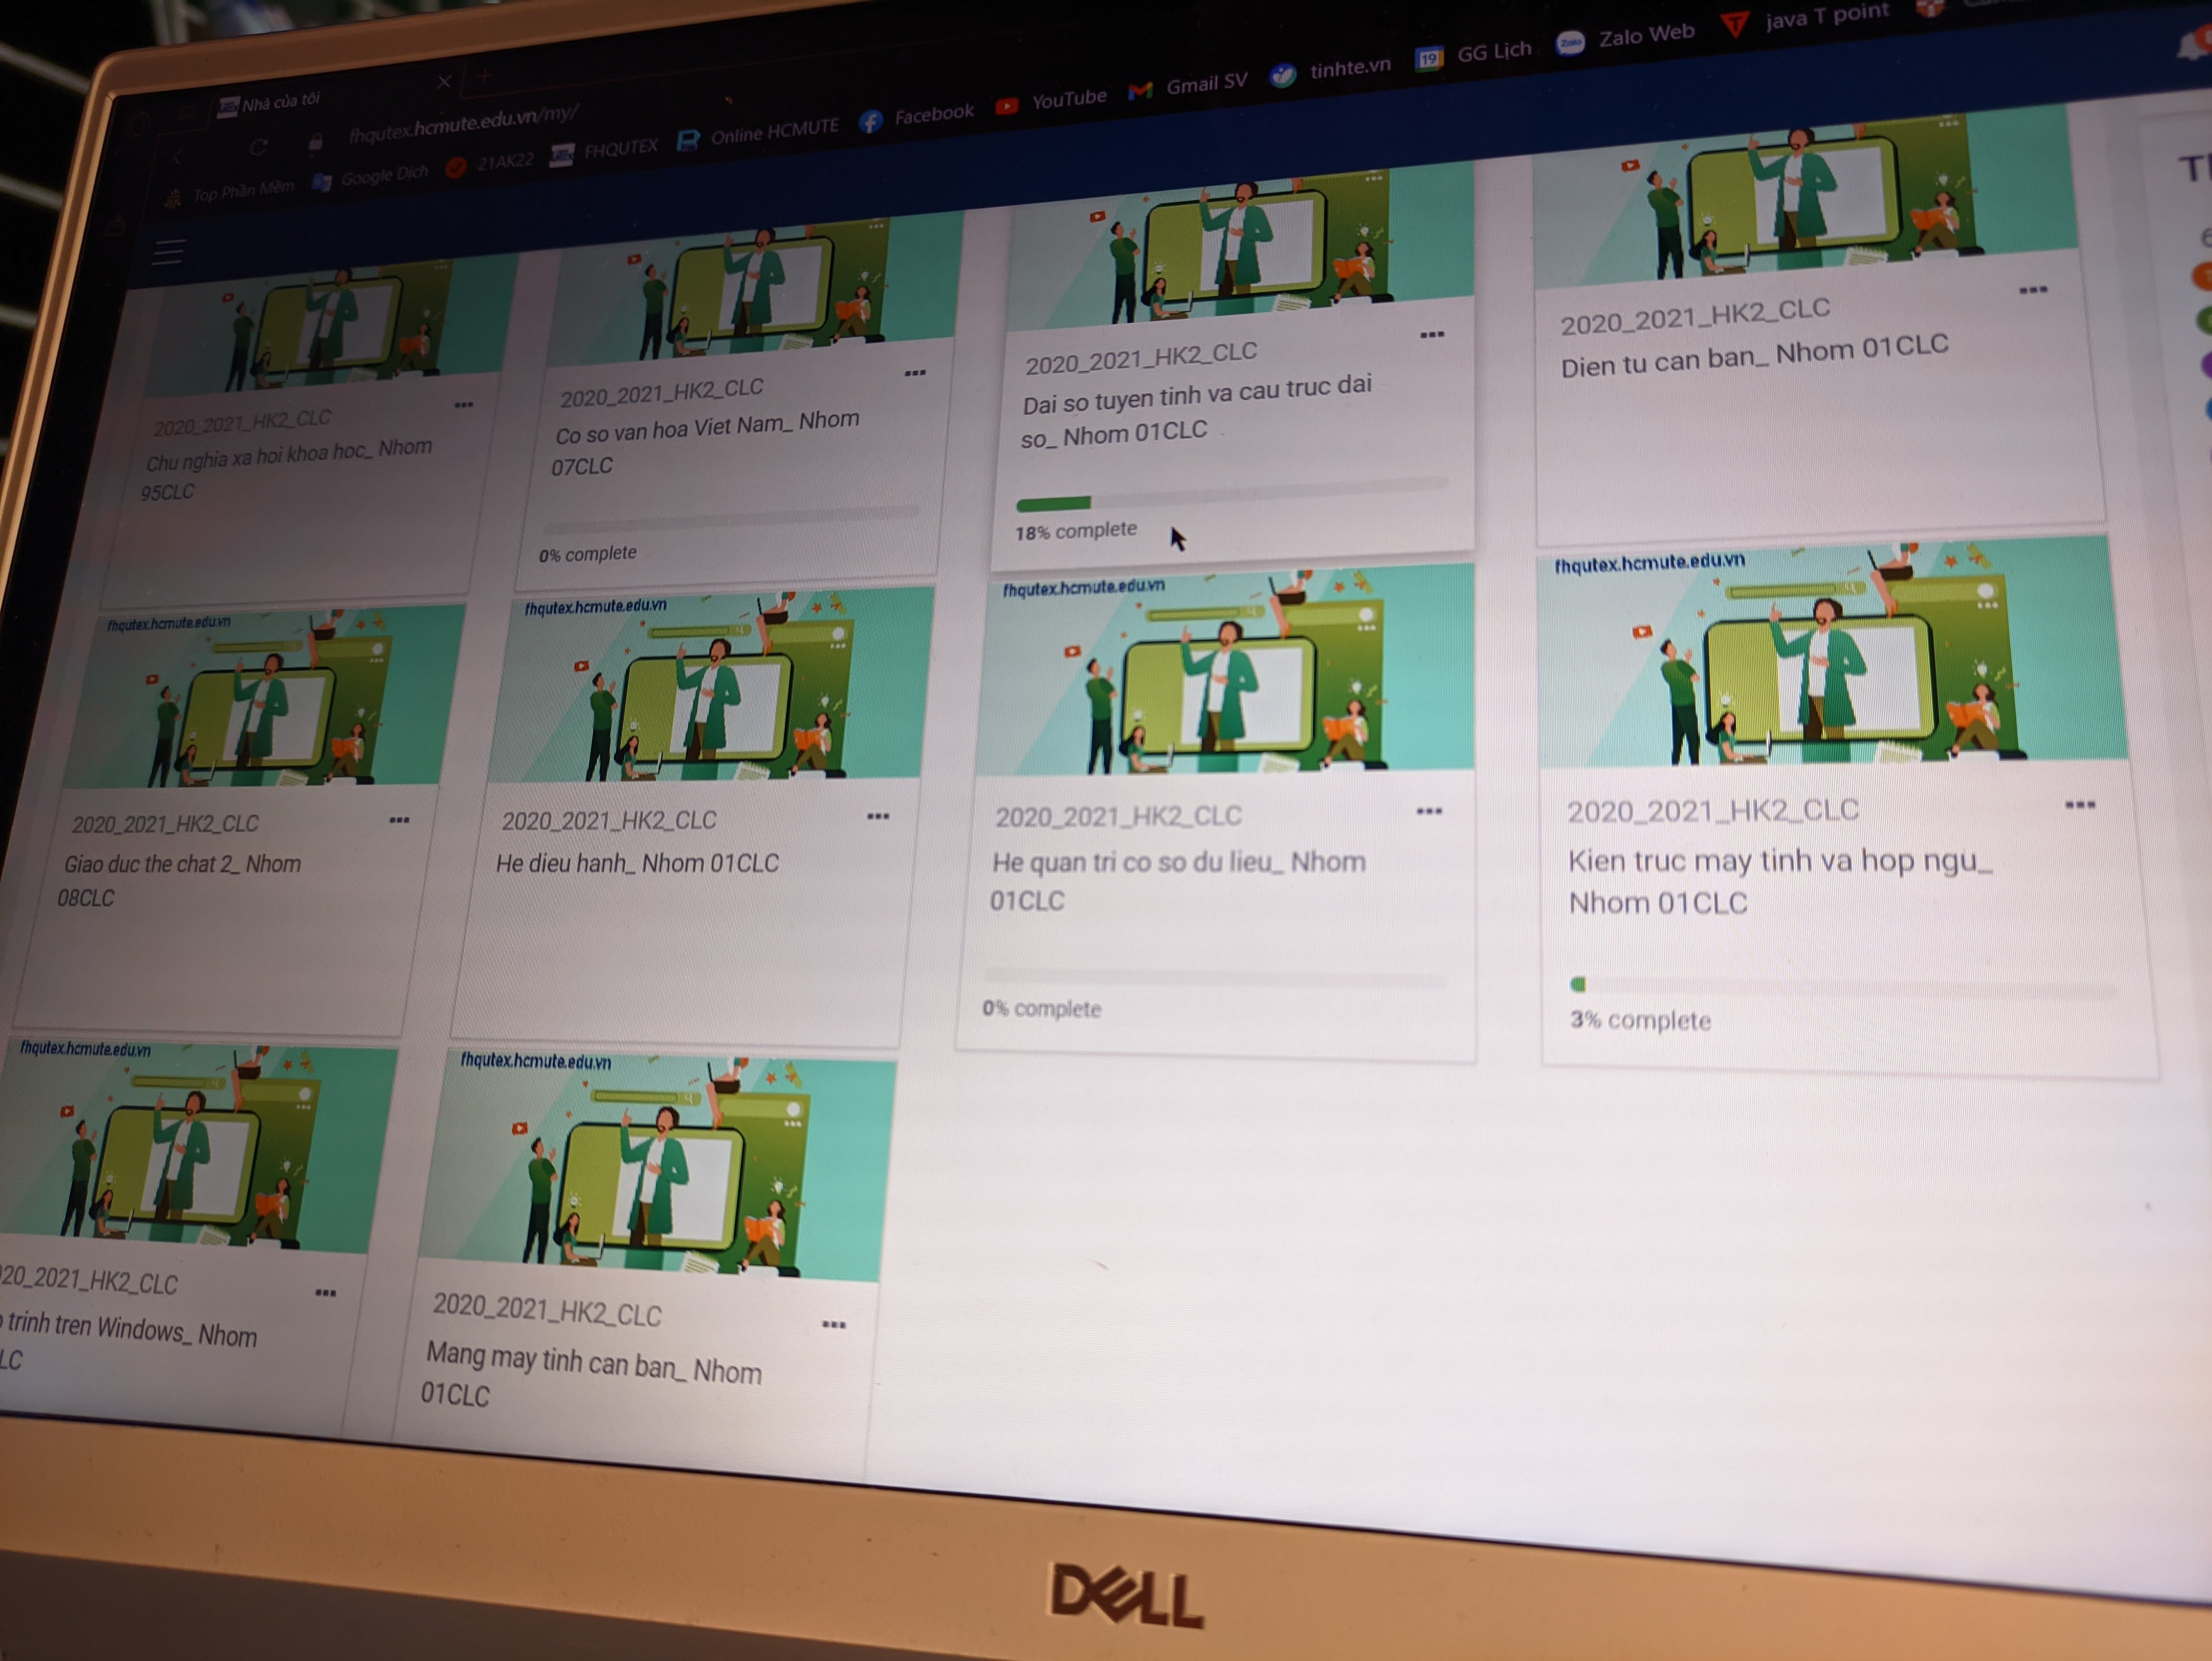 Nhà của tôi
fhqutex.hcmute.edu.vn/my/
Top Phần Mềm Google Dịch 21AK22 FHQUTEX Online HCMUTE Facebook YouTube Gmail SV tinhte.vn GG Lịch 19 Zalo Web java T point
2020_2021_HK2_CLC
Chu nghia xa hoi khoa hoc_ Nhom
95CLC
2020_2021_HK2_CLC
Co so van hoa Viet Nam_ Nhom
07CLC
0% complete
2020_2021_HK2_CLC
Dai so tuyen tinh va cau truc dai
so_ Nhom 01CLC
18% complete
2020_2021_HK2_CLC
Dien tu can ban_ Nhom 01CLC
fhqutex.hcmute.edu.vn
2020_2021_HK2_CLC
Giao duc the chat 2_ Nhom
08CLC
fhqutex.hcmute.edu.vn
2020_2021_HK2_CLC
He dieu hanh_ Nhom 01CLC
fhqutex.hcmute.edu.vn
2020_2021_HK2_CLC
He quan tri co so du lieu_ Nhom
01CLC
0% complete
fhqutex.hcmute.edu.vn
2020_2021_HK2_CLC
Kien truc may tinh va hop ngu_
Nhom 01CLC
3% complete
fhqutex.hcmute.edu.vn
20_2021_HK2_CLC
trinh tren Windows_ Nhom
LC
fhqutex.hcmute.edu.vn
2020_2021_HK2_CLC
Mang may tinh can ban_ Nhom
01CLC
DELL